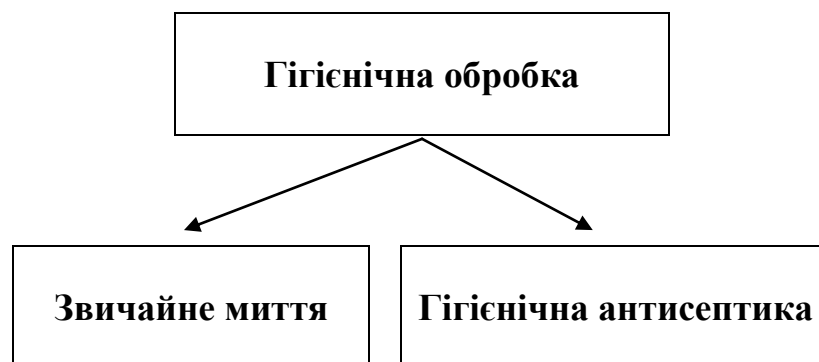 Гігієнічна обробка
Звичайне миття
Гігієнічна антисептика